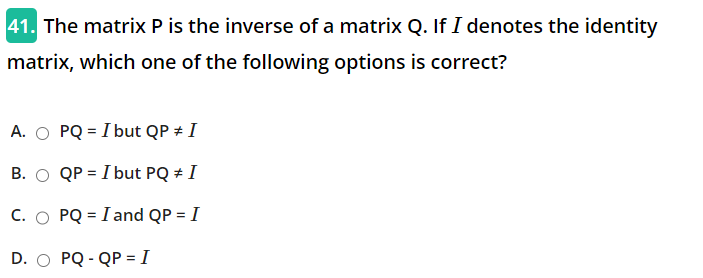 41. The matrix P is the inverse of a matrix Q. If I denotes the identity
matrix, which one of the following options is correct?
A. PQ = I but QP ≠ I
B. QP = I but PQ ≠ I
C. PQ = I and QP = I
D. PQ - QP = I